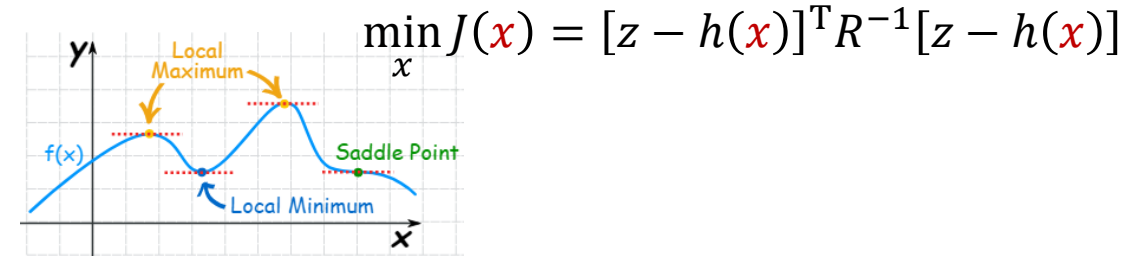 min J(x) = [z − h(x)]ᵀR⁻¹[z − h(x)]
x
y
Local
Maximum
f(x)
Saddle Point
Local Minimum
x